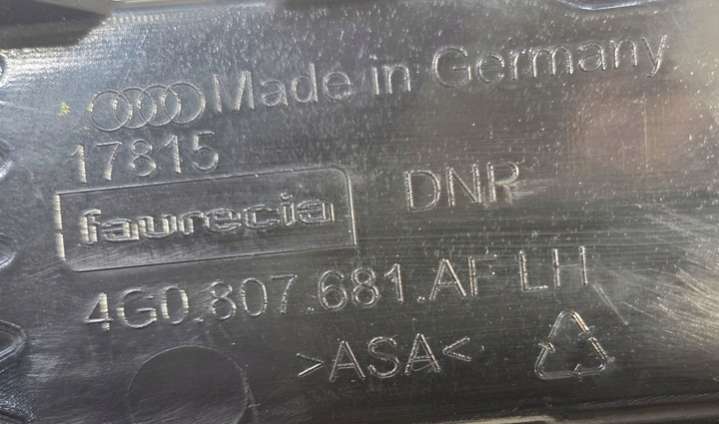 Made in Germany
17815
faurecia DNR
4G0.807.681.AF LH
>ASA<